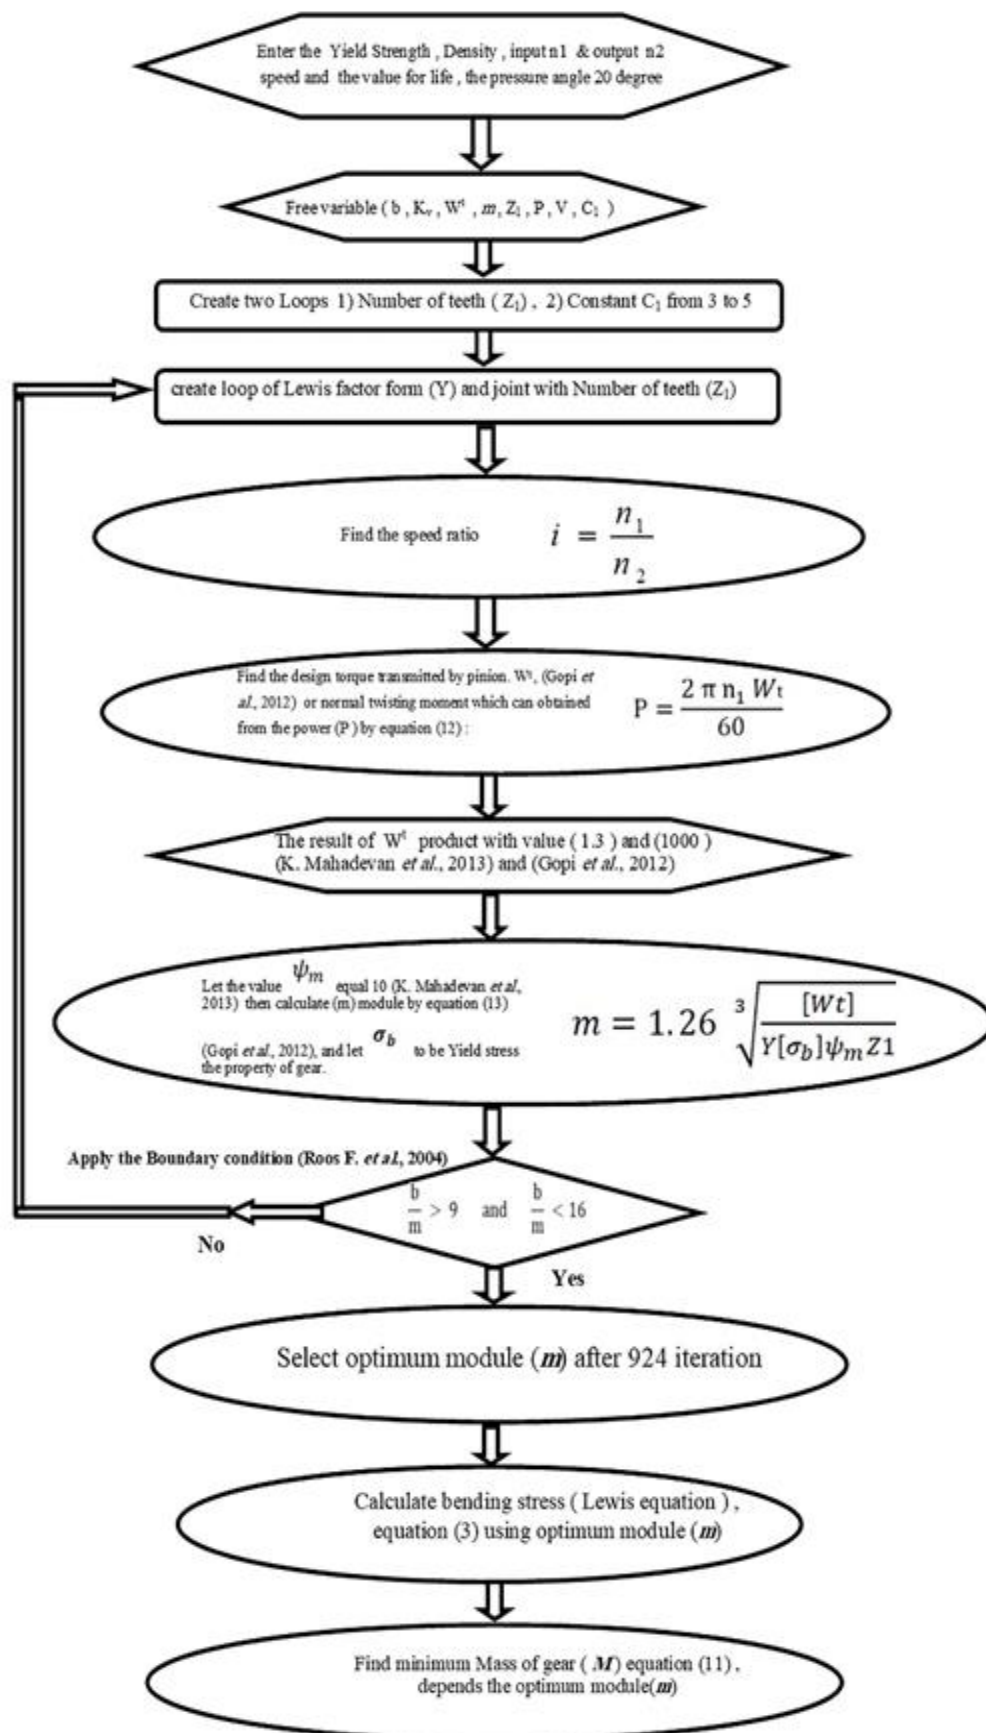 Enter the Yield Strength , Density , input n1 & output n2
speed and the value for life , the pressure angle 20 degree
Free variable ( b , Kᵥ , Wᵗ , m, Z₁ , P , V , C₁ )
Create two Loops 1) Number of teeth ( Z₁) , 2) Constant C₁ from 3 to 5
create loop of Lewis factor form (Y) and joint with Number of teeth (Z₁)
Find the speed ratio i = n₁ / n₂
Find the design torque transmitted by pinion. Wᵗ, (Gopi et
al., 2012) or normal twisting moment which can obtained
from the power (P) by equation (12) :
P = 2 π n₁ Wt / 60
The result of Wᵗ product with value ( 1.3 ) and (1000 )
(K. Mahadevan et al., 2013) and (Gopi et al., 2012)
Let the value ψₘ equal 10 (K. Mahadevan et al.,
2013) then calculate (m) module by equation (13)
(Gopi et al., 2012), and let σ_b to be Yield stress
the property of gear.
m = 1.26 ∛([Wt] / Y[σ_b]ψₘ Z1)
Apply the Boundary condition (Roos F. et al., 2004)
b/m > 9 and b/m < 16
No
Yes
Select optimum module (m) after 924 iteration
Calculate bending stress ( Lewis equation ) ,
equation (3) using optimum module (m)
Find minimum Mass of gear ( M) equation (11) ,
depends the optimum module(m)